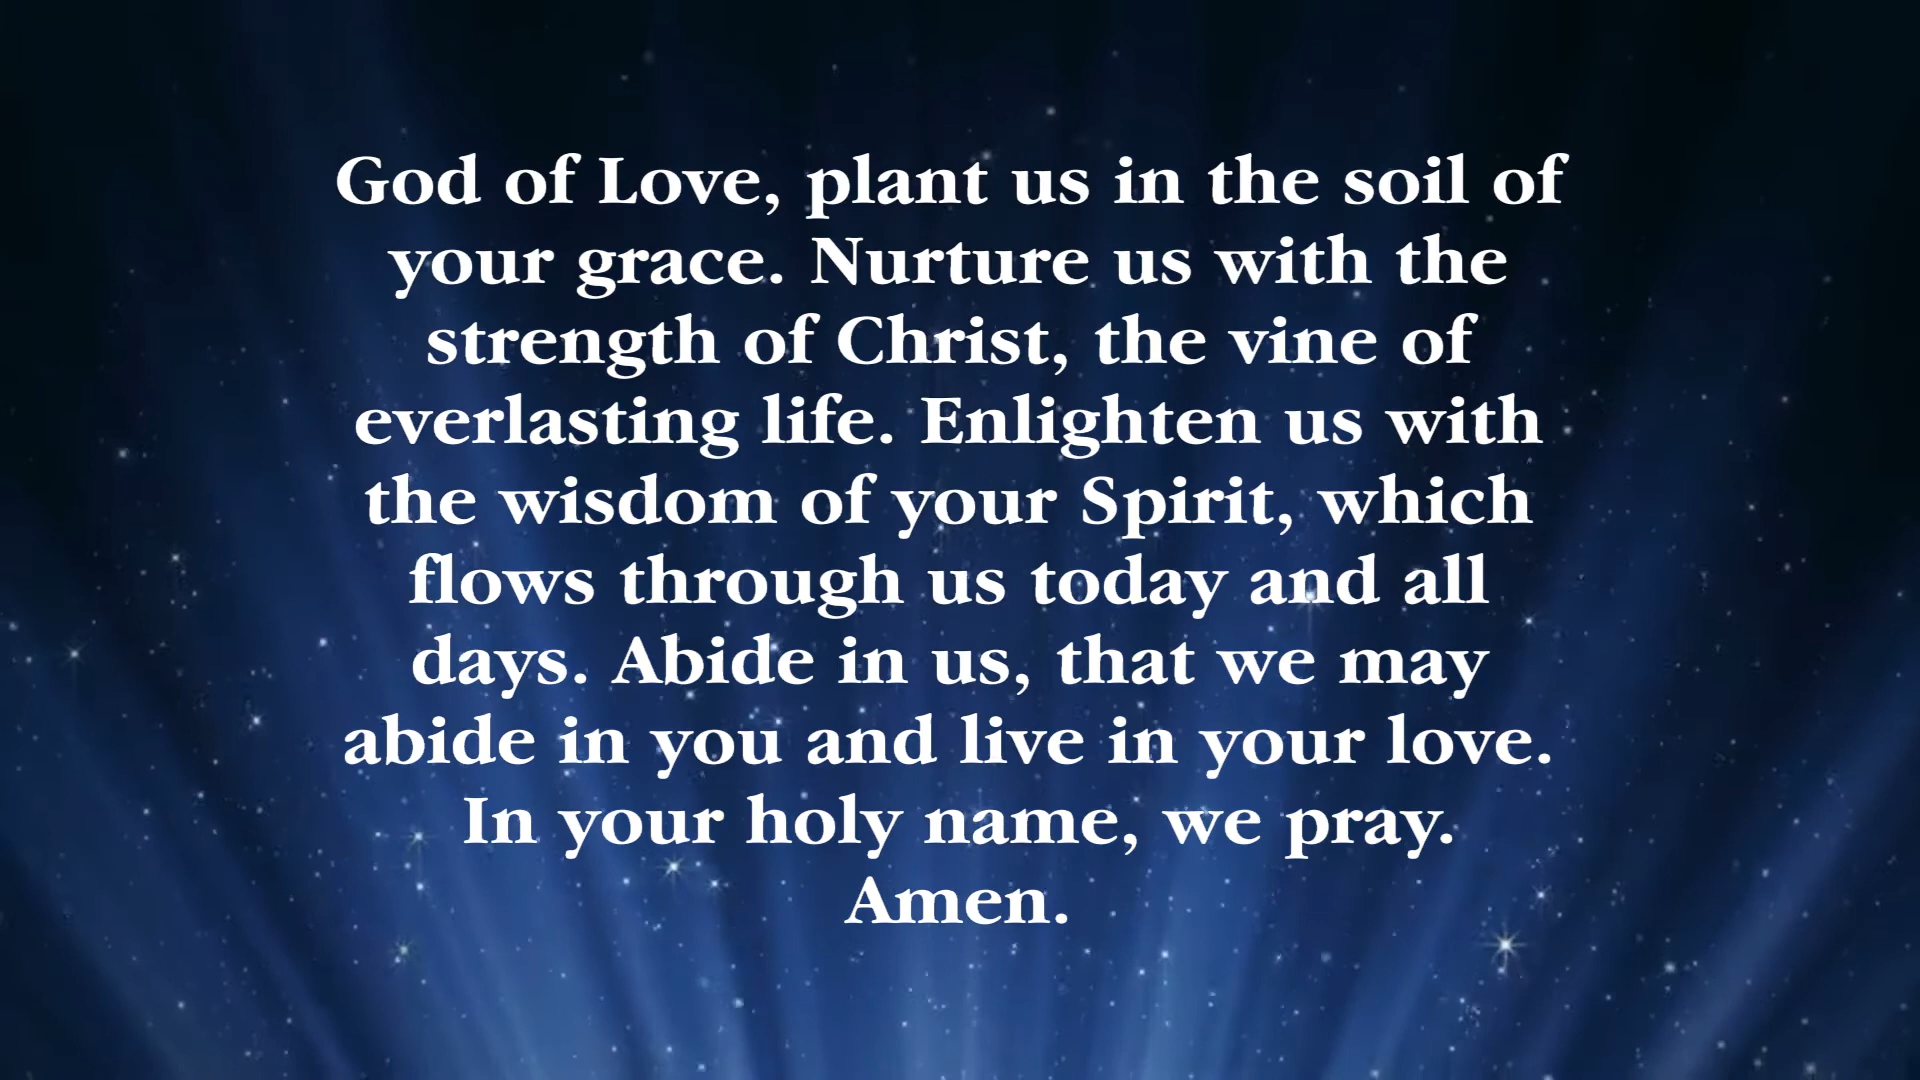 God of Love, plant us in the soil of
your grace. Nurture us with the
strength of Christ, the vine of
everlasting life. Enlighten us with
the wisdom of your Spirit, which
flows through us today and all
days. Abide in us, that we may
abide in you and live in your love.
In your holy name, we pray.
Amen.